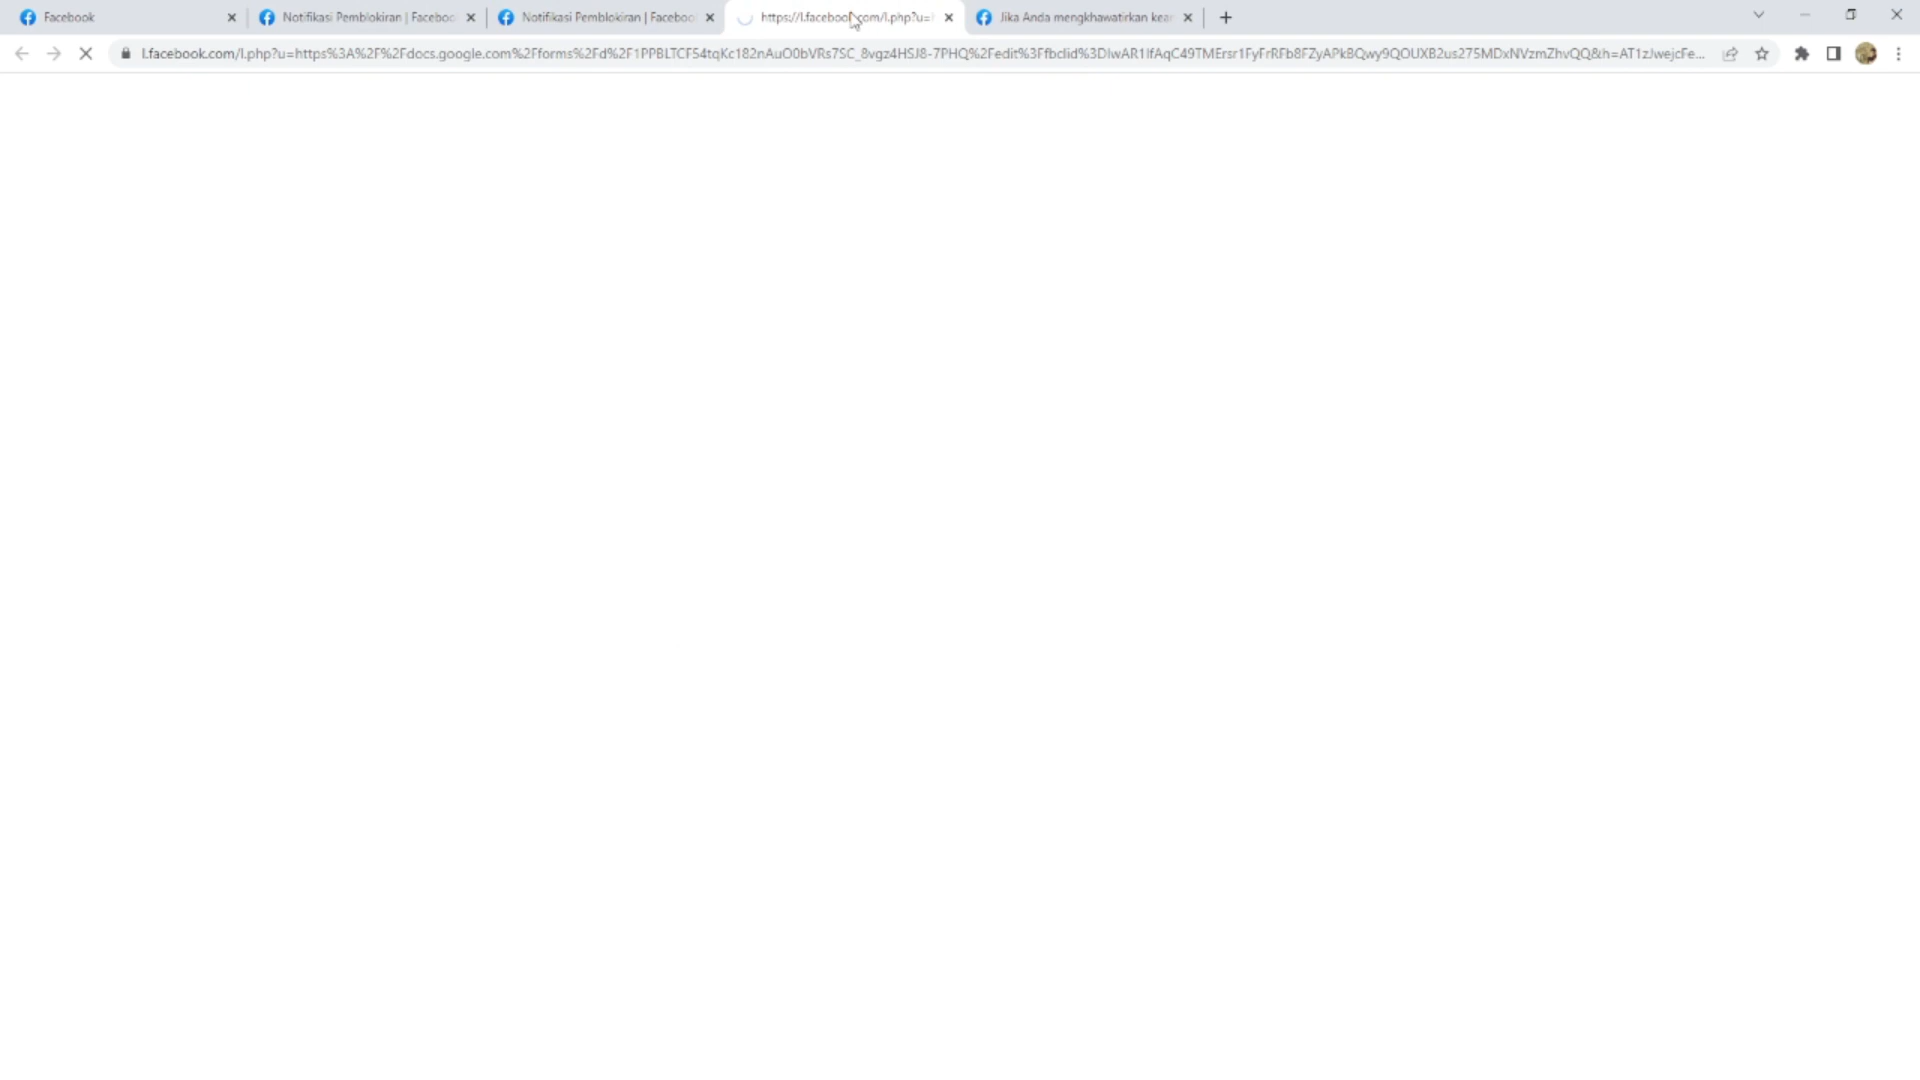 Facebook
Notifikasi Pemblokiran | Faceboo
Notifikasi Pemblokiran | Faceboo
https://l.facebook.com/l.php?u=
Jika Anda mengkhawatirkan kear
l.facebook.com/l.php?u=https%3A%2F%2Fdocs.google.com%2Fforms%2Fd%2F1PPBLTCF54tqKc182nAuO0bVRs7SC_8vgz4HSJ8-7PHQ%2Fedit%3Ffbclid%3DIwAR1IfAqC49TMErsr1FyFrRFb8FZyAPkBQwy9QOUXB2us275MDxNVzmZhvQQ&h=AT1zJwejcFe...